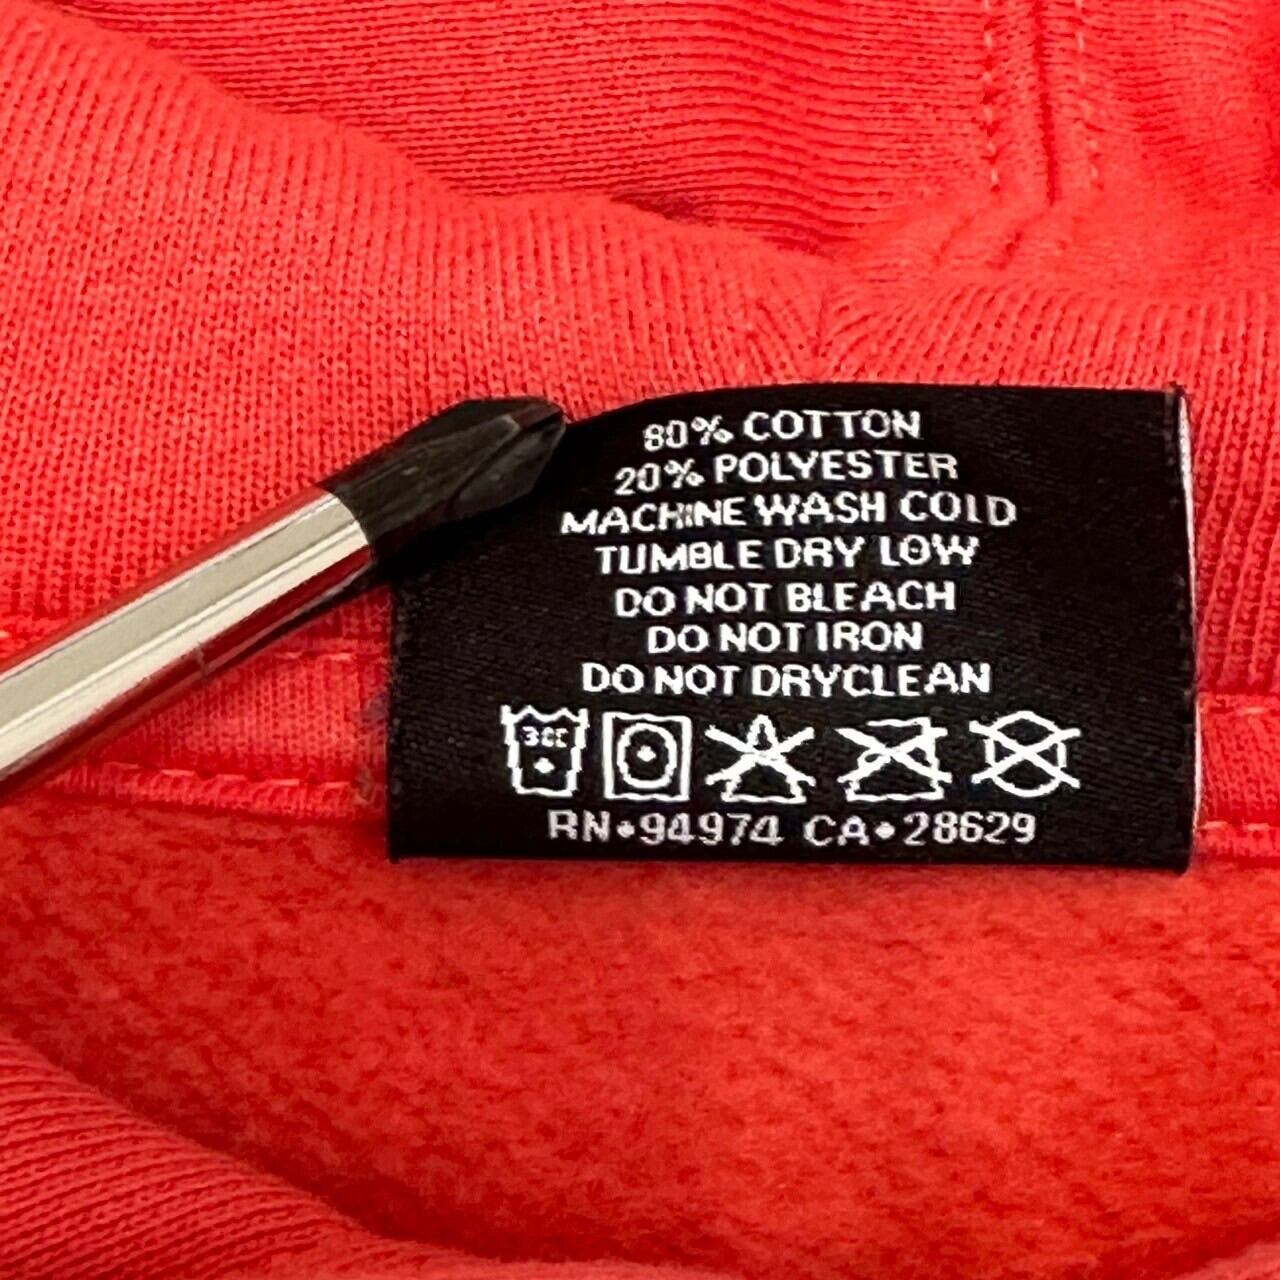 80% COTTON
20% POLYESTER
MACHINE WASH COLD
TUMBLE DRY LOW
DO NOT BLEACH
DO NOT IRON
DO NOT DRYCLEAN
RN•94974 CA•28629